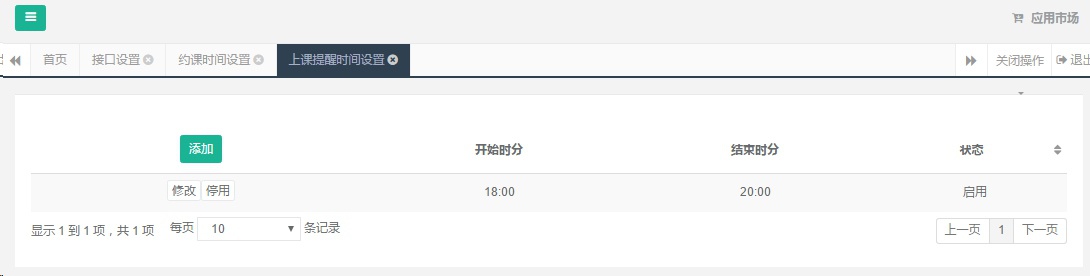 应用市场
首页 接口设置 约课时间设置 上课提醒时间设置 关闭操作 退出
添加 开始时分 结束时分 状态
修改 停用 18:00 20:00 启用
显示 1 到 1 项，共 1 项 每页 10 条记录 上一页 1 下一页